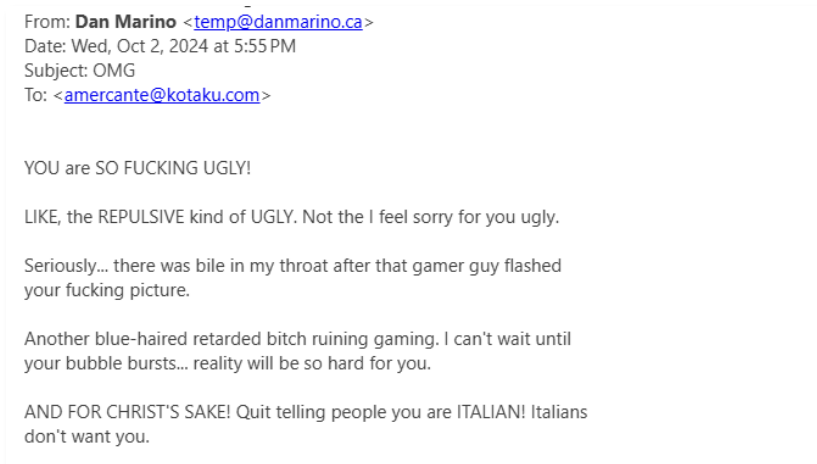 From: Dan Marino <temp@danmarino.ca>
Date: Wed, Oct 2, 2024 at 5:55 PM
Subject: OMG
To: <amercante@kotaku.com>
YOU are SO FUCKING UGLY!
LIKE, the REPULSIVE kind of UGLY. Not the I feel sorry for you ugly.
Seriously... there was bile in my throat after that gamer guy flashed
your fucking picture.
Another blue-haired retarded bitch ruining gaming. I can't wait until
your bubble bursts... reality will be so hard for you.
AND FOR CHRIST'S SAKE! Quit telling people you are ITALIAN! Italians
don't want you.